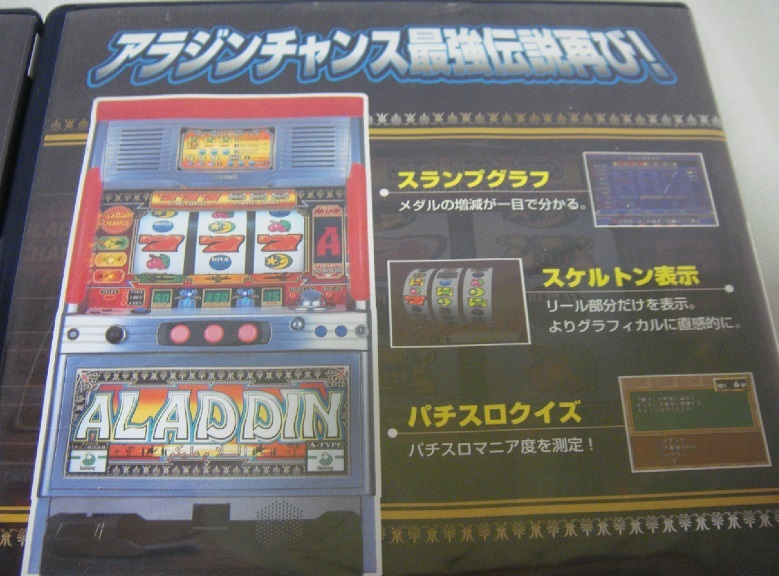 アラジンチャンス最強伝説再び!
スランプグラフ
メダルの増減が一目で分かる。
スケルトン表示
リール部分だけを表示。
よりグラフィカルに直感的に。
パチスロクイズ
パチスロマニア度を測定!
ALADDIN
A-TYPE
Sammy
Sammy